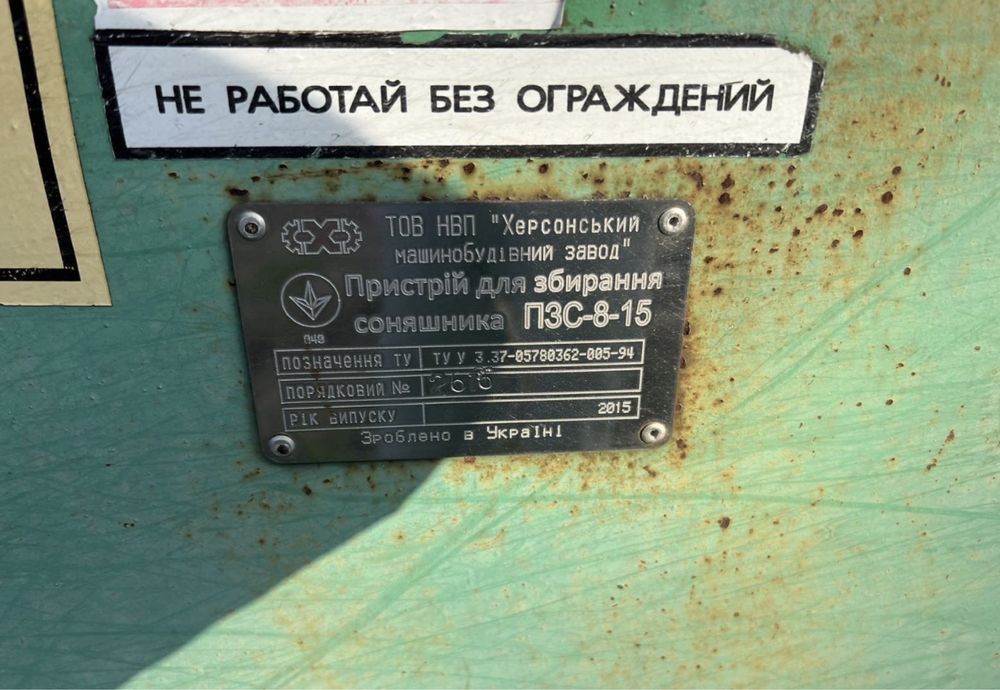 НЕ РАБОТАЙ БЕЗ ОГРАЖДЕНИЙ
ТОВ НВП "Херсонський
машинобудівний завод"
Пристрій для збирання
соняшника ПЗС-8-15
ПОЗНАЧЕННЯ ТУ ТУ У 3.37-05780362-005-94
ПОРЯДКОВИЙ №
РІК ВИПУСКУ 2015
Зроблено в Україні